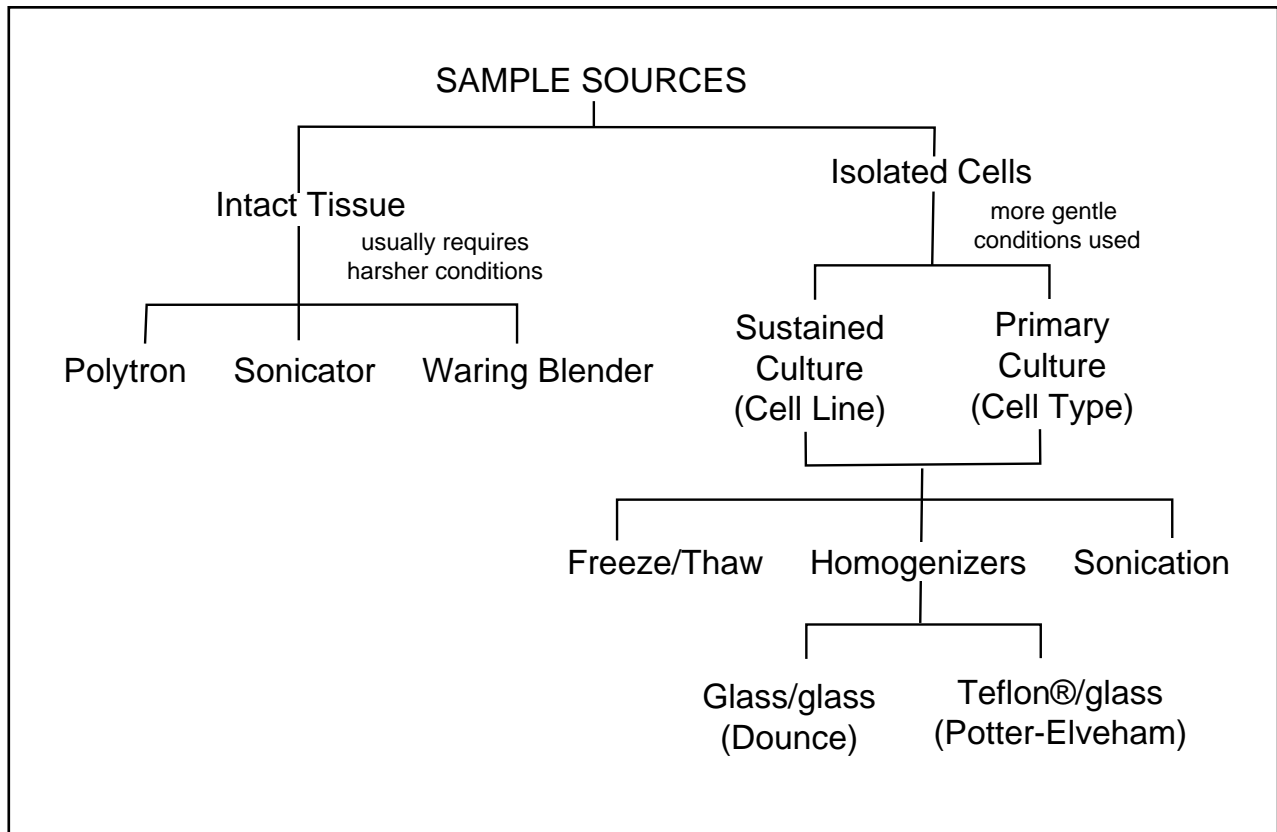 SAMPLE SOURCES
Isolated Cells
Intact Tissue
more gentle
conditions used
usually requires
harsher conditions
Sustained
Culture
(Cell Line)
Primary
Culture
(Cell Type)
Polytron
Sonicator
Waring Blender
Freeze/Thaw
Homogenizers
Sonication
Glass/glass
(Dounce)
Teflon®/glass
(Potter-Elveham)